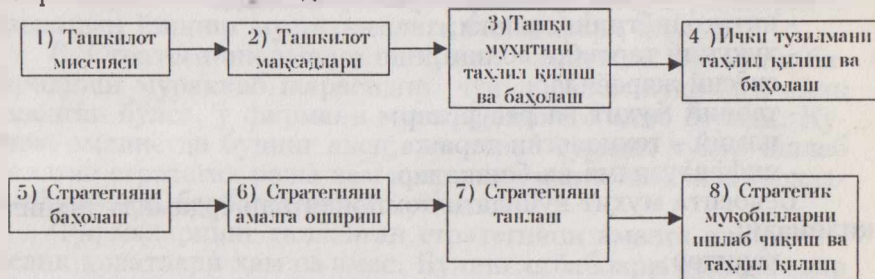 1) Ташкилот
миссияси
2) Ташкилот
мақсадлари
3) Ташқи
муҳитини
таҳлил қилиш
ва баҳолаш
4 ) Ички тузилмани
таҳлил қилиш ва
баҳолаш
5) Стратегияни
баҳолаш
6) Стратегияни
амалга ошириш
7) Стратегияни
танлаш
8) Стратегик
муқобилларни
ишлаб чиқиш ва
таҳлил қилиш